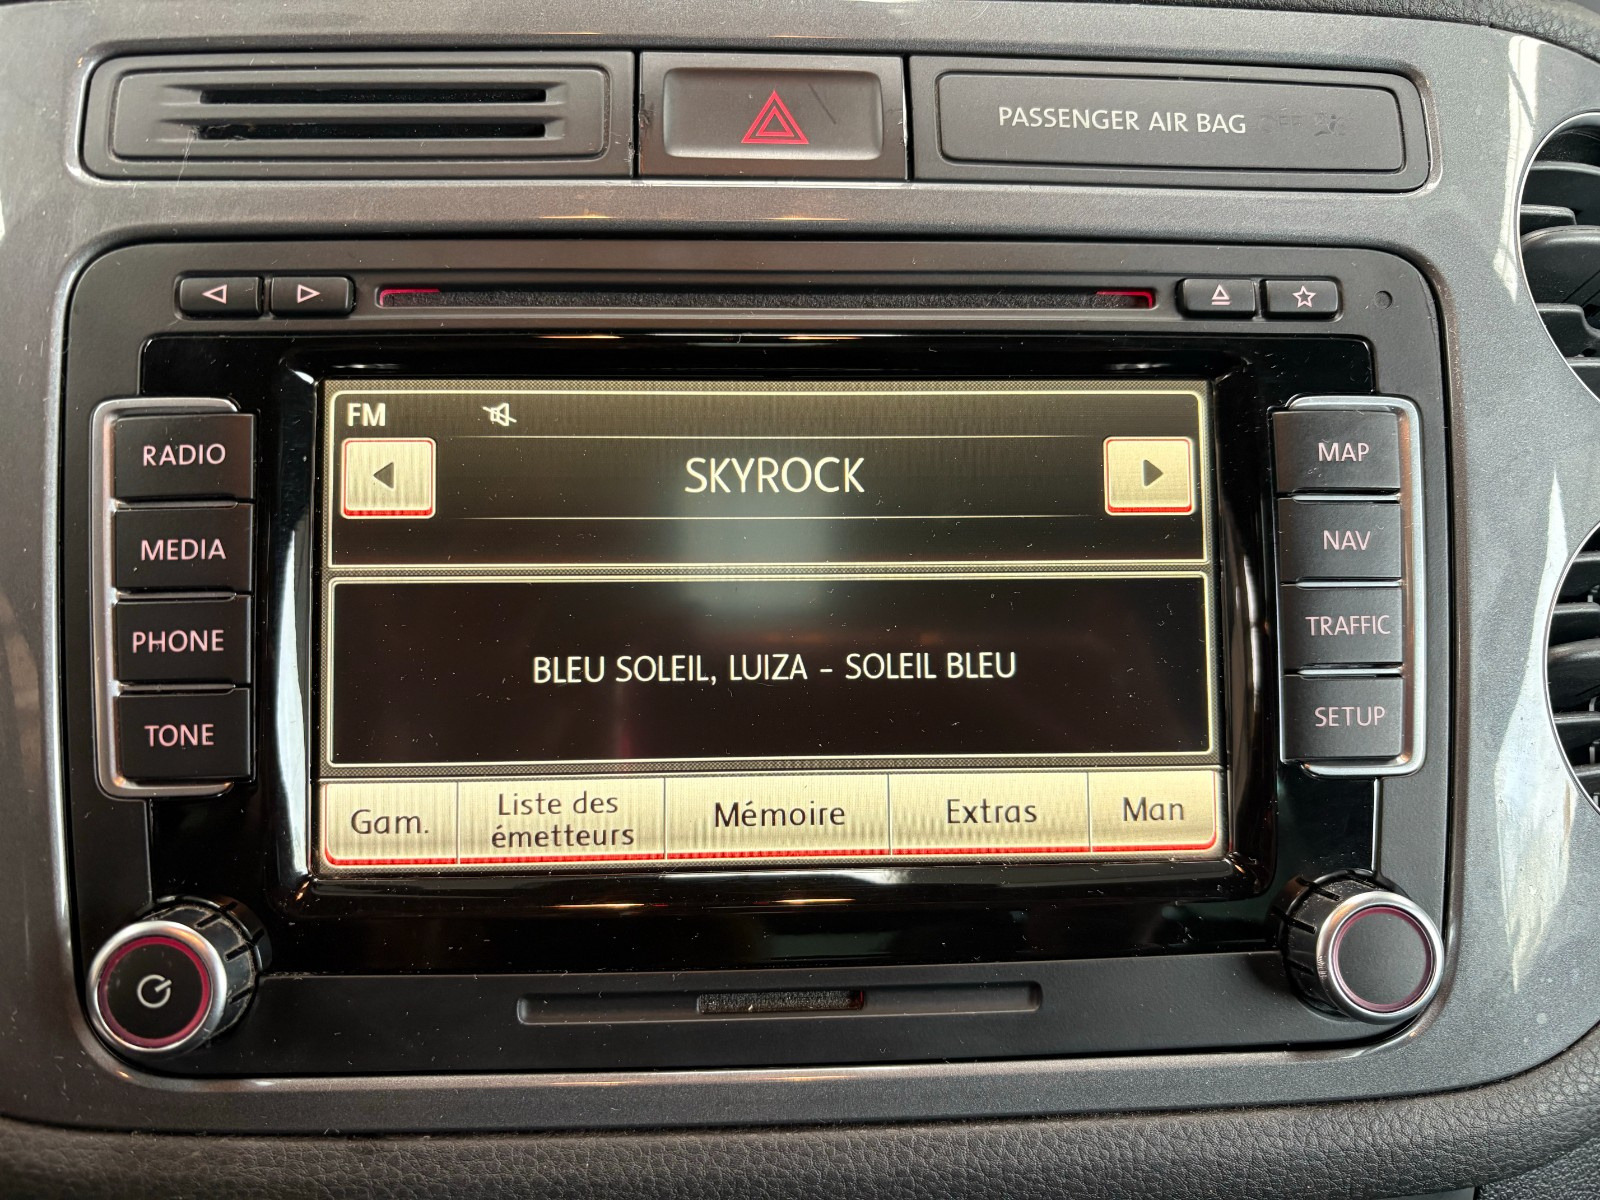 PASSENGER AIR BAG
FM
SKYROCK
BLEU SOLEIL, LUIZA - SOLEIL BLEU
Gam.
Liste des
émetteurs
Mémoire
Extras
Man
RADIO
MEDIA
PHONE
TONE
MAP
NAV
TRAFFIC
SETUP